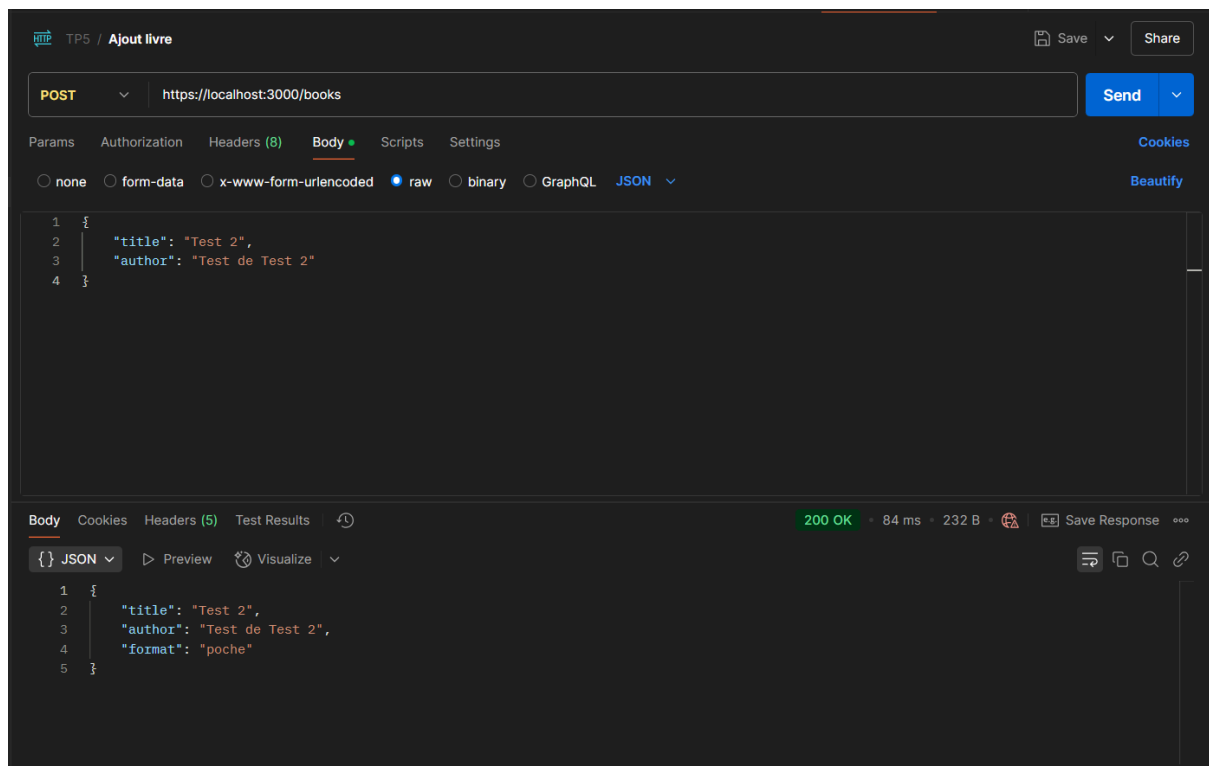 HTTP TP5 / Ajout livre Save Share
POST https://localhost:3000/books Send
Params Authorization Headers (8) Body Scripts Settings Cookies
none form-data x-www-form-urlencoded raw binary GraphQL JSON Beautify
1 {
2 "title": "Test 2",
3 "author": "Test de Test 2"
4 }
Body Cookies Headers (5) Test Results 200 OK • 84 ms • 232 B • e.g. Save Response
{} JSON Preview Visualize
1 {
2 "title": "Test 2",
3 "author": "Test de Test 2",
4 "format": "poche"
5 }